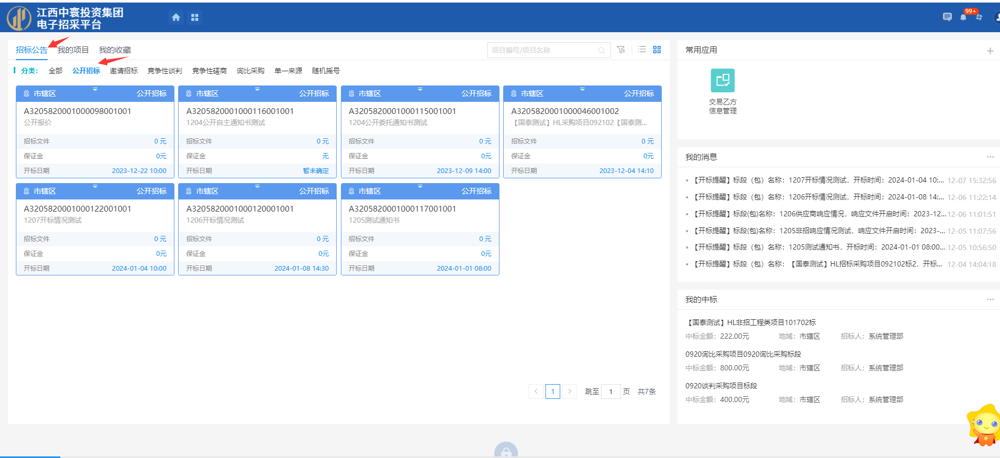 江西中寰投资集团
电子招采平台
99+
招标公告 我的项目 我的收藏
项目编号/项目名称
分类： 全部 公开招标 邀请招标 竞争性谈判 竞争性磋商 询比采购 单一来源 随机摇号
市辖区 公开招标
A3205820001000098001001
公开报价
招标文件 0 元
保证金 0元
开标日期 2023-12-22 10:00
市辖区 公开招标
A3205820001000116001001
1204公开自主通知书测试
招标文件 0 元
保证金 无
开标日期 暂未确定
市辖区 公开招标
A3205820001000115001001
1204公开委托通知书测试
招标文件 0 元
保证金 0元
开标日期 2023-12-09 14:00
市辖区 公开招标
A3205820001000046001002
【国泰测试】HL采购项目092102【国泰测...
招标文件 0 元
保证金 0元
开标日期 2023-12-04 14:10
市辖区 公开招标
A3205820001000122001001
1207开标情况测试
招标文件 0 元
保证金 0元
开标日期 2024-01-04 10:00
市辖区 公开招标
A3205820001000120001001
1206开标情况测试
招标文件 0 元
保证金 0元
开标日期 2024-01-08 14:30
市辖区 公开招标
A3205820001000117001001
1205测试通知书
招标文件 0 元
保证金 0元
开标日期 2024-01-01 08:00
1 跳至 1 页 共7条
常用应用
交易乙方
信息管理
我的消息
【开标提醒】标段（包）名称：1207开标情况测试，开标时间：2024-01-04 10:... 12-07 15:32:56
【开标提醒】标段（包）名称：1206开标情况测试，开标时间：2024-01-08 14:... 12-06 11:22:14
【开标提醒】标段(包)名称：1206供应商响应情况，响应文件开启时间：2023-12... 12-06 11:01:51
【开标提醒】标段(包)名称：1205非招响应情况测试，响应文件开启时间：2023-... 12-05 11:07:56
【开标提醒】标段（包）名称：1205测试通知书，开标时间：2024-01-01 08:00... 12-05 10:56:50
【开标提醒】标段（包）名称：【国泰测试】HL招标采购项目092102标2，开标... 12-04 14:04:18
我的中标
【国泰测试】HL非招工程类项目101702标
中标金额：222.00元 地域：市辖区 招标人：系统管理部
0920询比采购项目0920询比采购标段
中标金额：800.00元 地域：市辖区 招标人：系统管理部
0920谈判采购项目标段
中标金额：400.00元 地域：市辖区 招标人：系统管理部